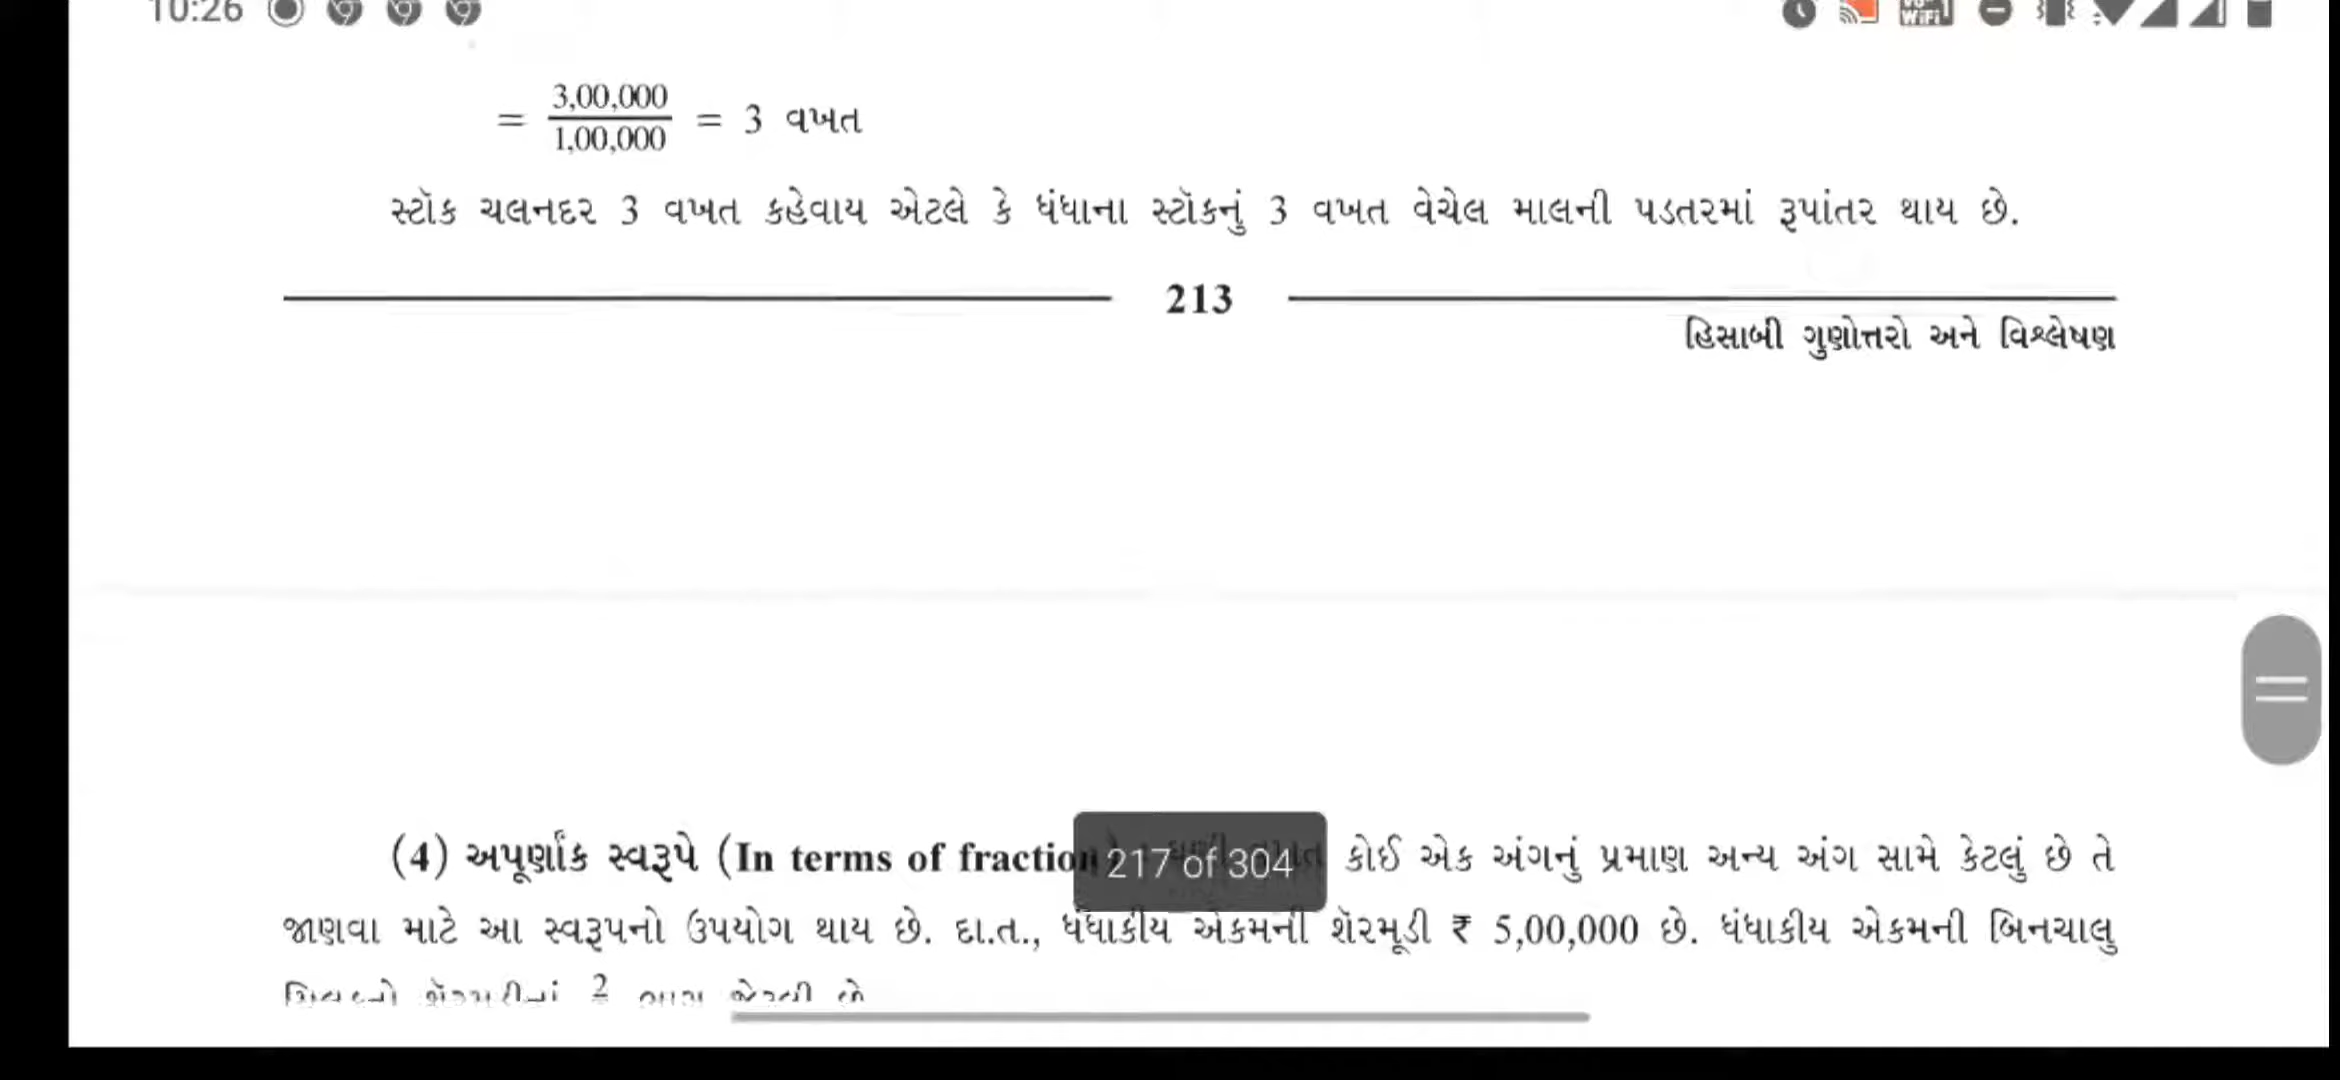 10:26
= 3,00,000 / 1,00,000 = 3 વખત
સ્ટૉક ચલનદર 3 વખત કહેવાય એટલે કે ધંધાના સ્ટૉકનું 3 વખત વેચેલ માલની પડતરમાં રૂપાંતર થાય છે.
213
હિસાબી ગુણોત્તરો અને વિશ્લેષણ
(4) અપૂર્ણાંક સ્વરૂપે (In terms of fraction 217 of 304 કોઈ એક અંગનું પ્રમાણ અન્ય અંગ સામે કેટલું છે તે
જાણવા માટે આ સ્વરૂપનો ઉપયોગ થાય છે. દા.ત., ધંધાકીય એકમની શૅરમૂડી ₹ 5,00,000 છે. ધંધાકીય એકમની બિનચાલુ